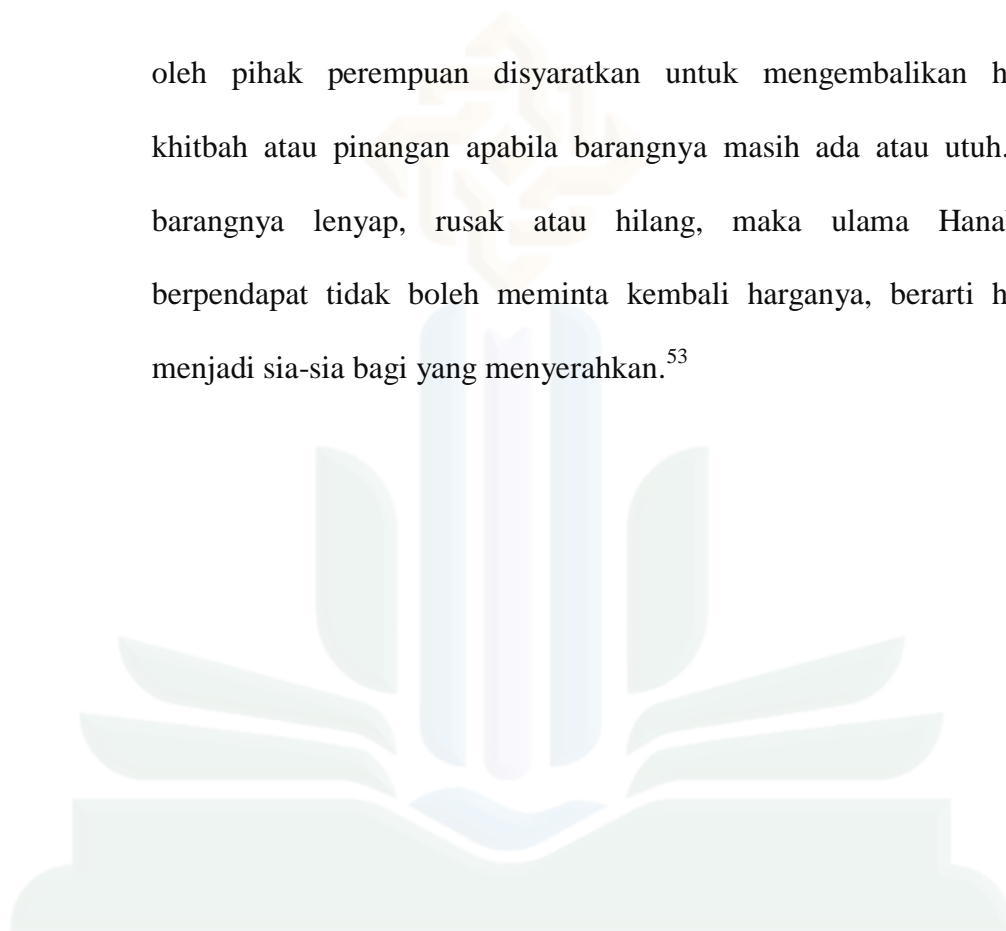 oleh pihak perempuan disyaratkan untuk mengembalikan
khitbah atau pinangan apabila barangnya masih ada atau utuh.
barangnya lenyap, rusak atau hilang, maka ulama
berpendapat tidak boleh meminta kembali harganya, berarti
menjadi sia-sia bagi yang menyerahkan.53